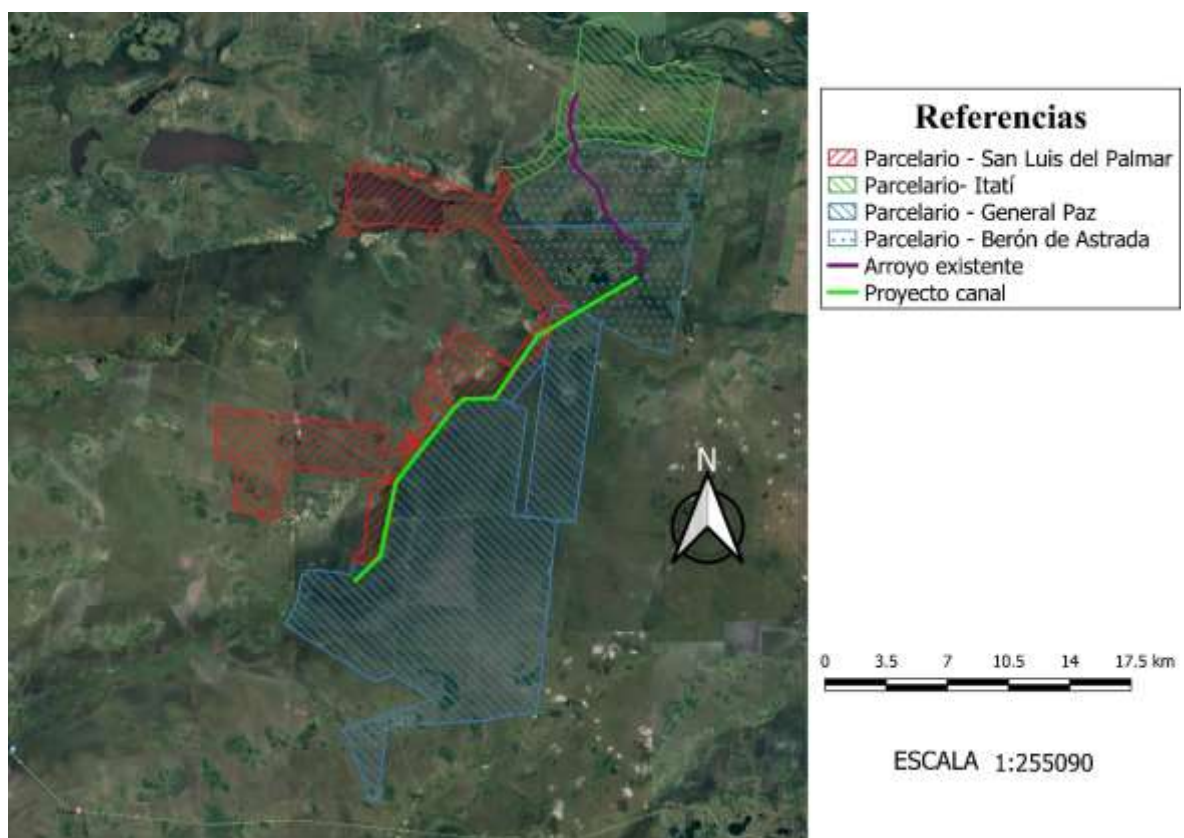 Referencias
Parcelario - San Luis del Palmar
Parcelario- Itatí
Parcelario - General Paz
Parcelario - Berón de Astrada
Arroyo existente
Proyecto canal
N
0 3.5 7 10.5 14 17.5 km
ESCALA 1:255090